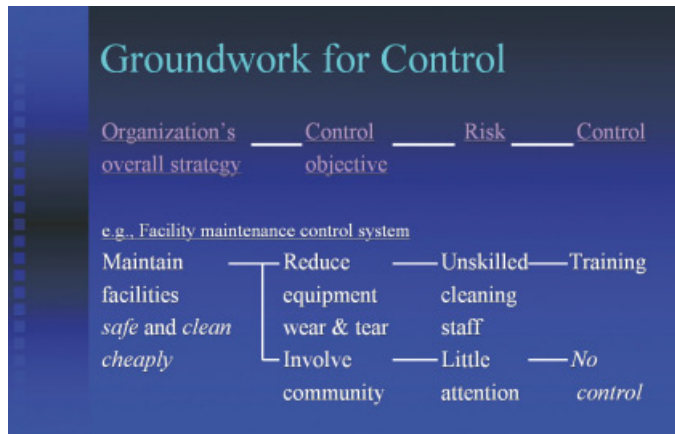 Groundwork for Control
Organization's Control Risk Control
overall strategy objective
e.g., Facility maintenance control system
Maintain Reduce Unskilled Training
facilities equipment cleaning
safe and clean wear & tear staff
cheaply Involve Little No
community attention control